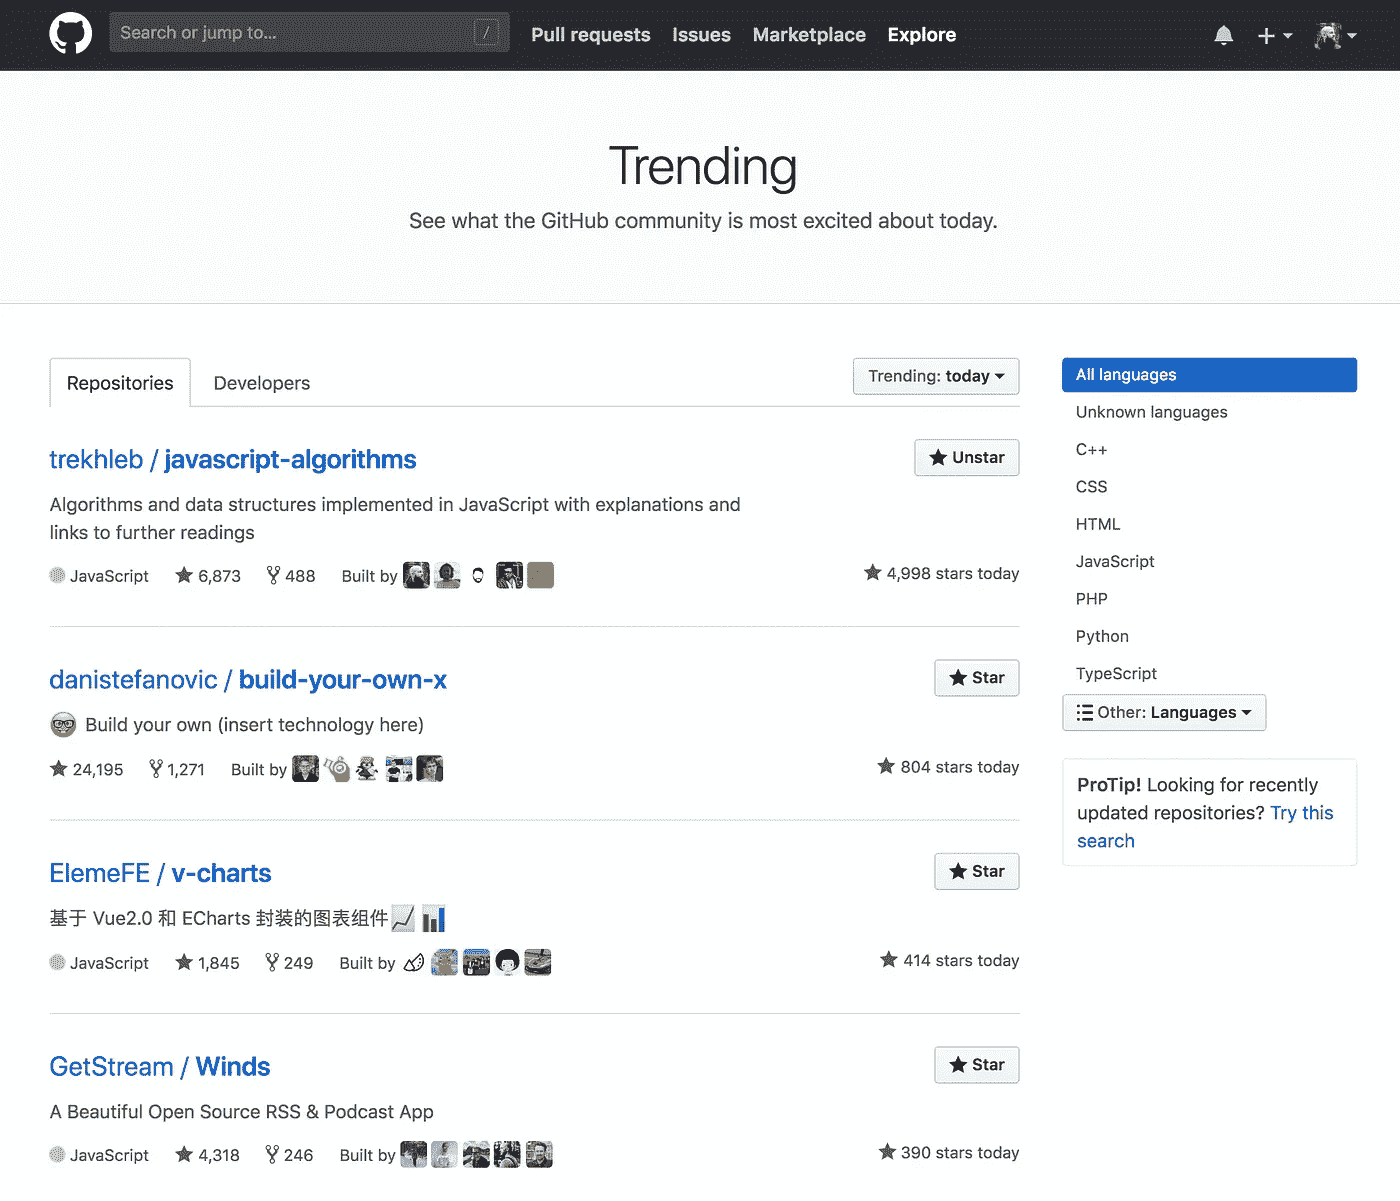 Search or jump to...
/
Pull requests
Issues
Marketplace
Explore
Trending
See what the GitHub community is most excited about today.
Repositories
Developers
Trending: today
trekhleb / javascript-algorithms
Unstar
Algorithms and data structures implemented in JavaScript with explanations and
links to further readings
JavaScript 6,873 488 Built by
4,998 stars today
danistefanovic / build-your-own-x
Star
Build your own (insert technology here)
24,195 1,271 Built by
804 stars today
ElemeFE / v-charts
Star
基于 Vue2.0 和 ECharts 封装的图表组件
JavaScript 1,845 249 Built by
414 stars today
GetStream / Winds
Star
A Beautiful Open Source RSS & Podcast App
JavaScript 4,318 246 Built by
390 stars today
All languages
Unknown languages
C++
CSS
HTML
JavaScript
PHP
Python
TypeScript
Other: Languages
ProTip! Looking for recently
updated repositories? Try this
search